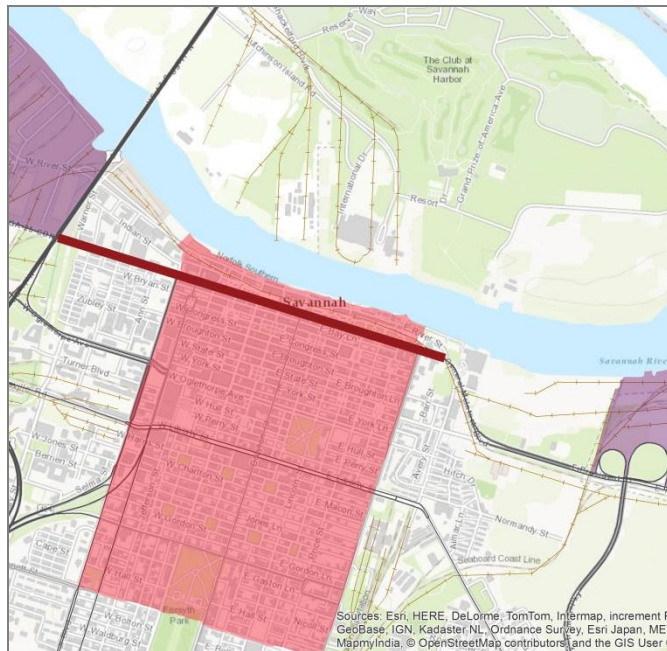 Reserve
Hutchinson Island Rd
The Club at
Savannah
Harbor
Grand Prize of America Ave
International Dr
Resort Dr
W River St
Warner St
Indian St
Norfolk Southern
W Bryan St
Ann St
Zubley St
Savannah
W Congress St
E Bay Ln
E River St
W Broughton St
E Congress St
W State St
W York St
E Broughton Ln
Turner Blvd
W Oglethorpe Ave
E State St
York St
E York Ln
W Hull St
W Perry St
E Hull St
E Perry St
W Jones St
Berrien St
Selma St
W Charlton St
E Macon St
W Gordon St
Jones Ln
E Gordon Ln
Gaston Ln
Cape St
W Hall St
E Hall St
Forsyth
Park
W Bolton St
W Waldburg St
Savannah River
Hitch Dr
Normandy St
Seaboard Coast Line
Sources: Esri, HERE, DeLorme, TomTom, Intermap, increment P
GeoBase, IGN, Kadaster NL, Ordnance Survey, Esri Japan, ME
MapmyIndia, © OpenStreetMap contributors, and the GIS User